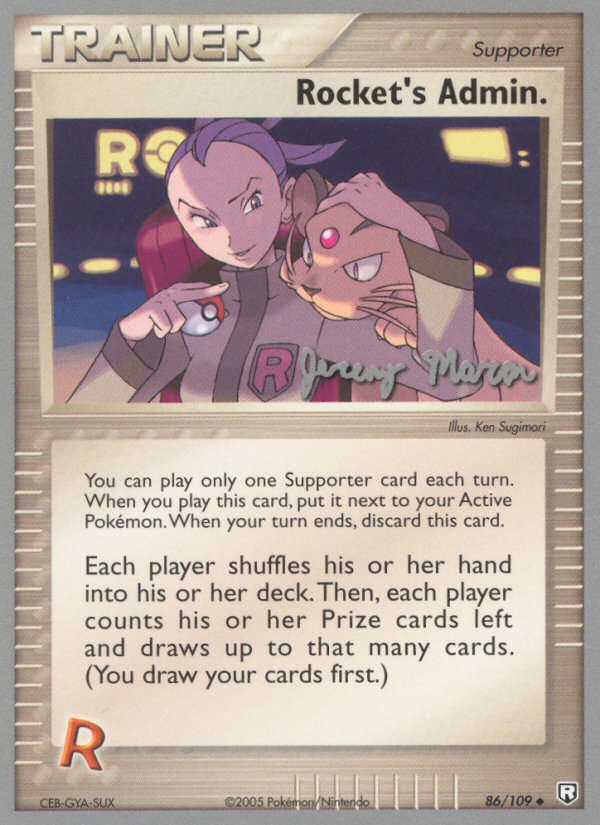 TRAINER
Supporter
Rocket's Admin.
RO
R
Jeremy Maron
Illus. Ken Sugimori
You can play only one Supporter card each turn.
When you play this card, put it next to your Active
Pokémon. When your turn ends, discard this card.
Each player shuffles his or her hand
into his or her deck. Then, each player
counts his or her Prize cards left
and draws up to that many cards.
(You draw your cards first.)
R
CEB-GYA-SUX
©2005 Pokémon/Nintendo
86/109 ◆
R